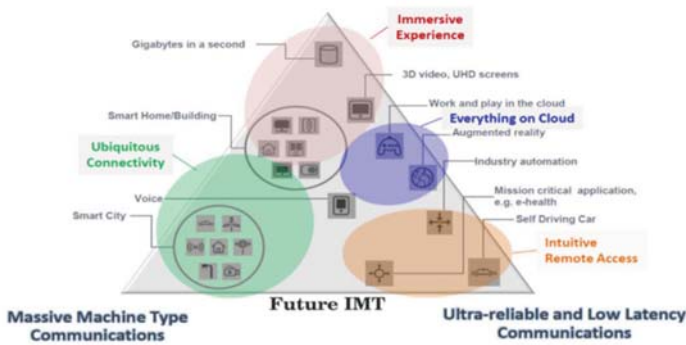 Immersive
Experience
Gigabytes in a second
3D video, UHD screens
Smart Home/Building
Work and play in the cloud
Everything on Cloud
Augmented reality
Ubiquitous
Connectivity
Industry automation
Voice
Mission critical application,
e.g. e-health
Smart City
Self Driving Car
Intuitive
Remote Access
Future IMT
Massive Machine Type
Communications
Ultra-reliable and Low Latency
Communications